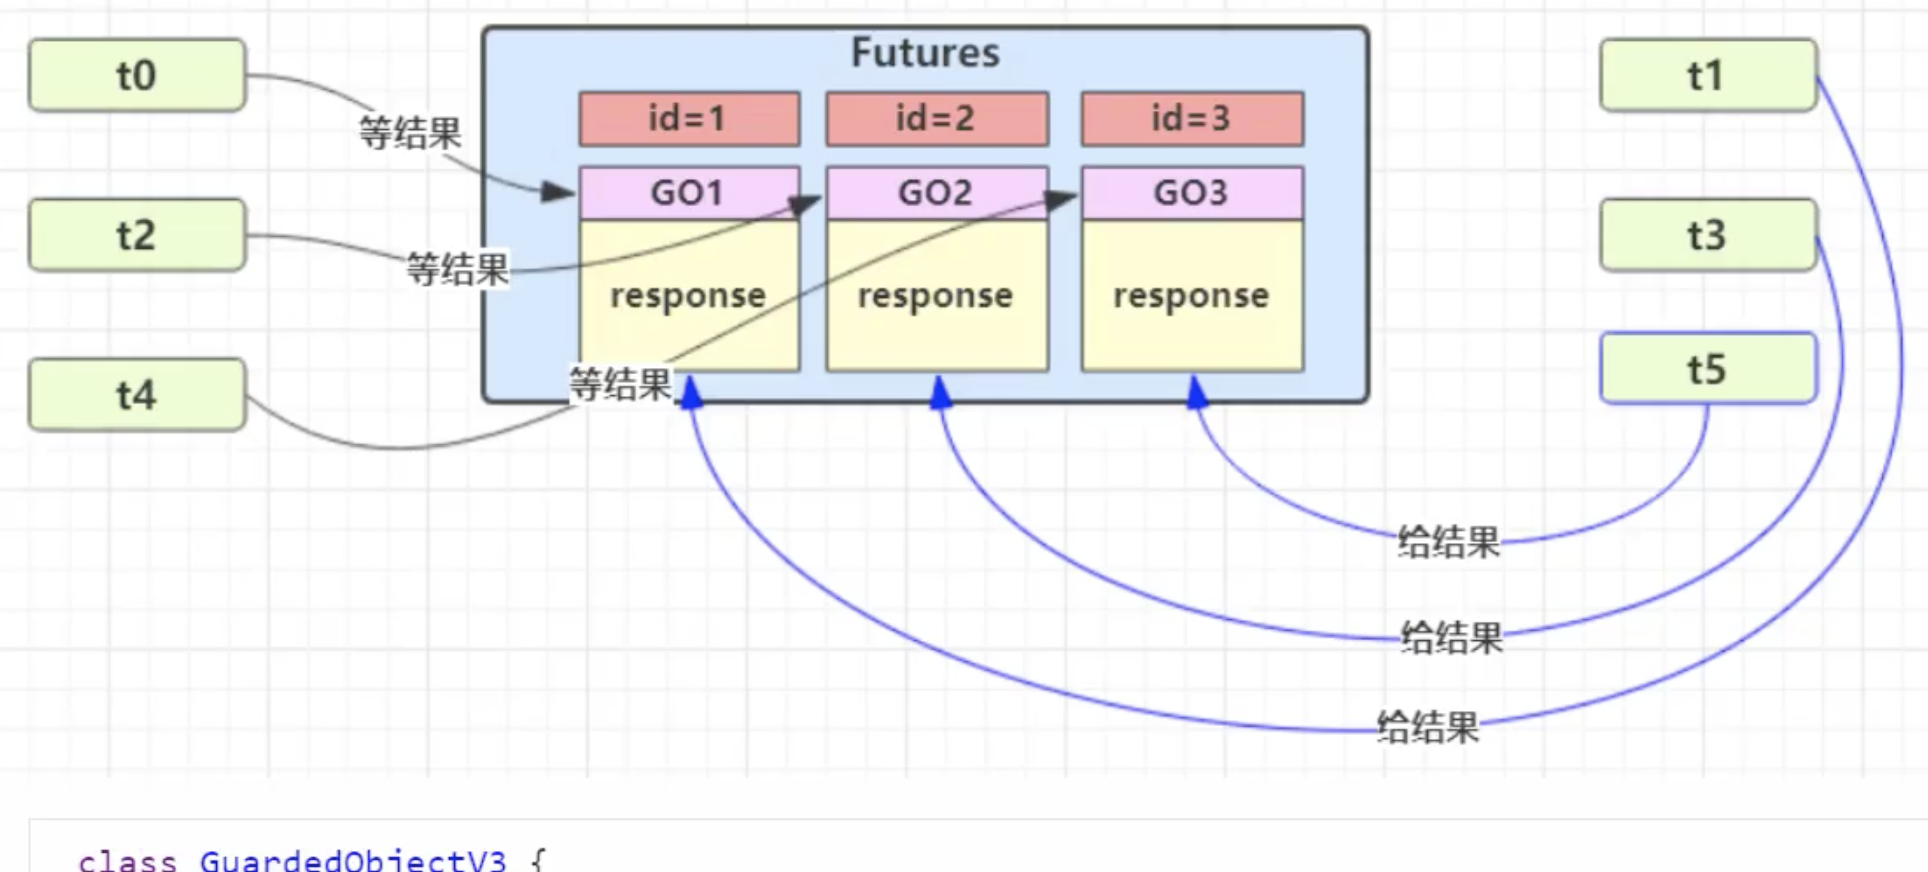 Futures
t0
t2
t4
等结果
等结果
等结果
id=1
id=2
id=3
GO1
GO2
GO3
response
response
response
t1
t3
t5
给结果
给结果
给结果
class GuardedObjectV3 {